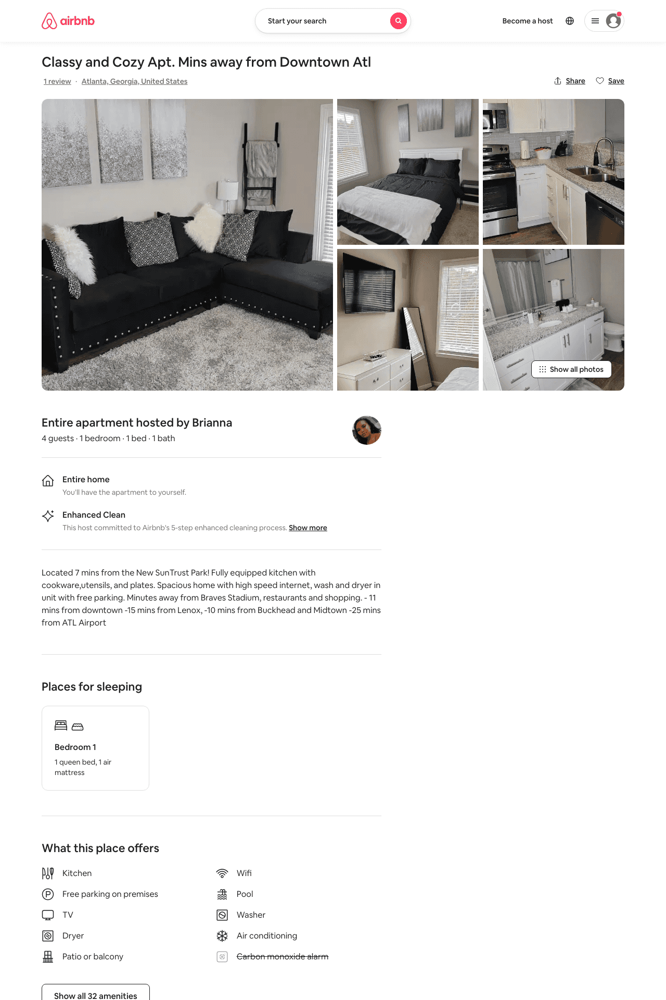 airbnb
Start your search
Become a host
Classy and Cozy Apt. Mins away from Downtown Atl
1 review · Atlanta, Georgia, United States
Share
Save
Show all photos
Entire apartment hosted by Brianna
4 guests · 1 bedroom · 1 bed · 1 bath
Entire home
You'll have the apartment to yourself.
Enhanced Clean
This host committed to Airbnb's 5-step enhanced cleaning process. Show more
Located 7 mins from the New SunTrust Park! Fully equipped kitchen with
cookware,utensils, and plates. Spacious home with high speed internet, wash and dryer in
unit with free parking. Minutes away from Braves Stadium, restaurants and shopping. - 11
mins from downtown -15 mins from Lenox, -10 mins from Buckhead and Midtown -25 mins
from ATL Airport
Places for sleeping
Bedroom 1
1 queen bed, 1 air
mattress
What this place offers
Kitchen
Wifi
Free parking on premises
Pool
TV
Washer
Dryer
Air conditioning
Patio or balcony
Carbon monoxide alarm
Show all 32 amenities